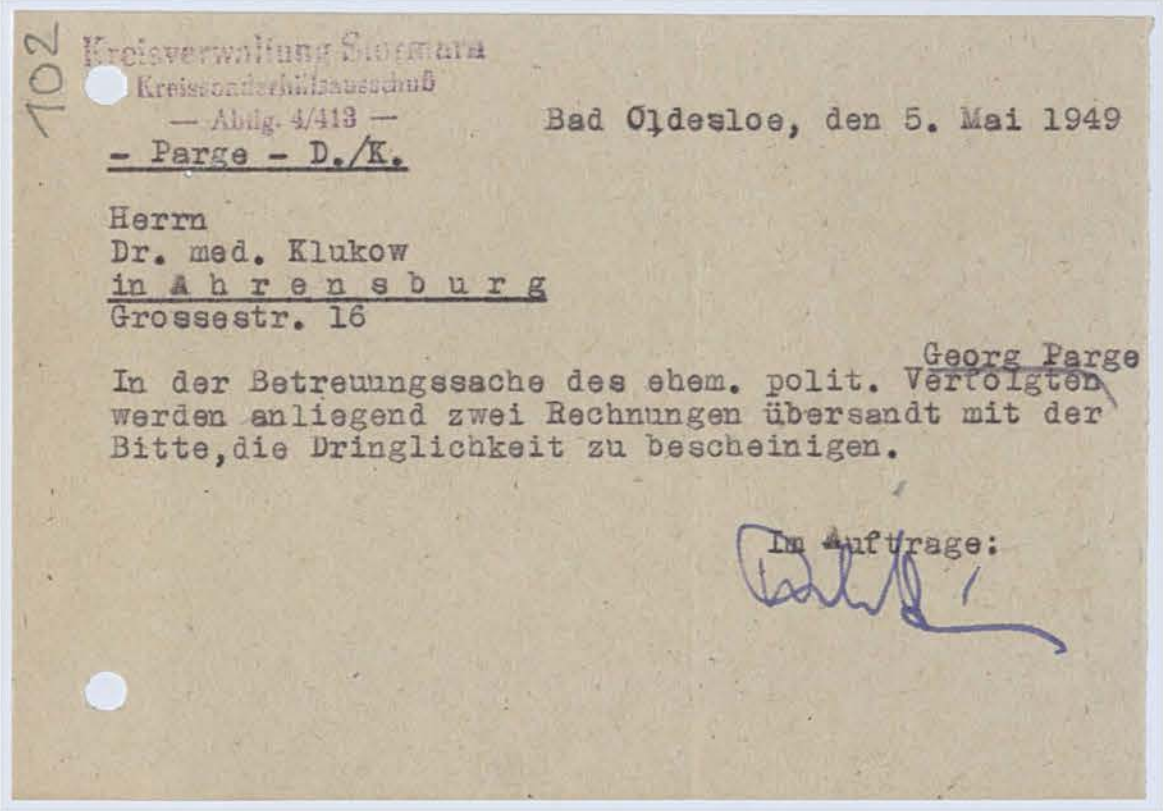 102
Kreisverwaltung Stormarn
Kreissonderhilfsausschuß
— Abtlg. 4/413 —
Bad Oldesloe, den 5. Mai 1949
- Parge - D./K.
Herrn
Dr. med. Klukow
in A h r e n s b u r g
Grossestr. 16
Georg Parge
In der Betreuungssache des ehem. polit. Verfolgten
werden anliegend zwei Rechnungen übersandt mit der
Bitte,die Dringlichkeit zu bescheinigen.
Im Auftrage: